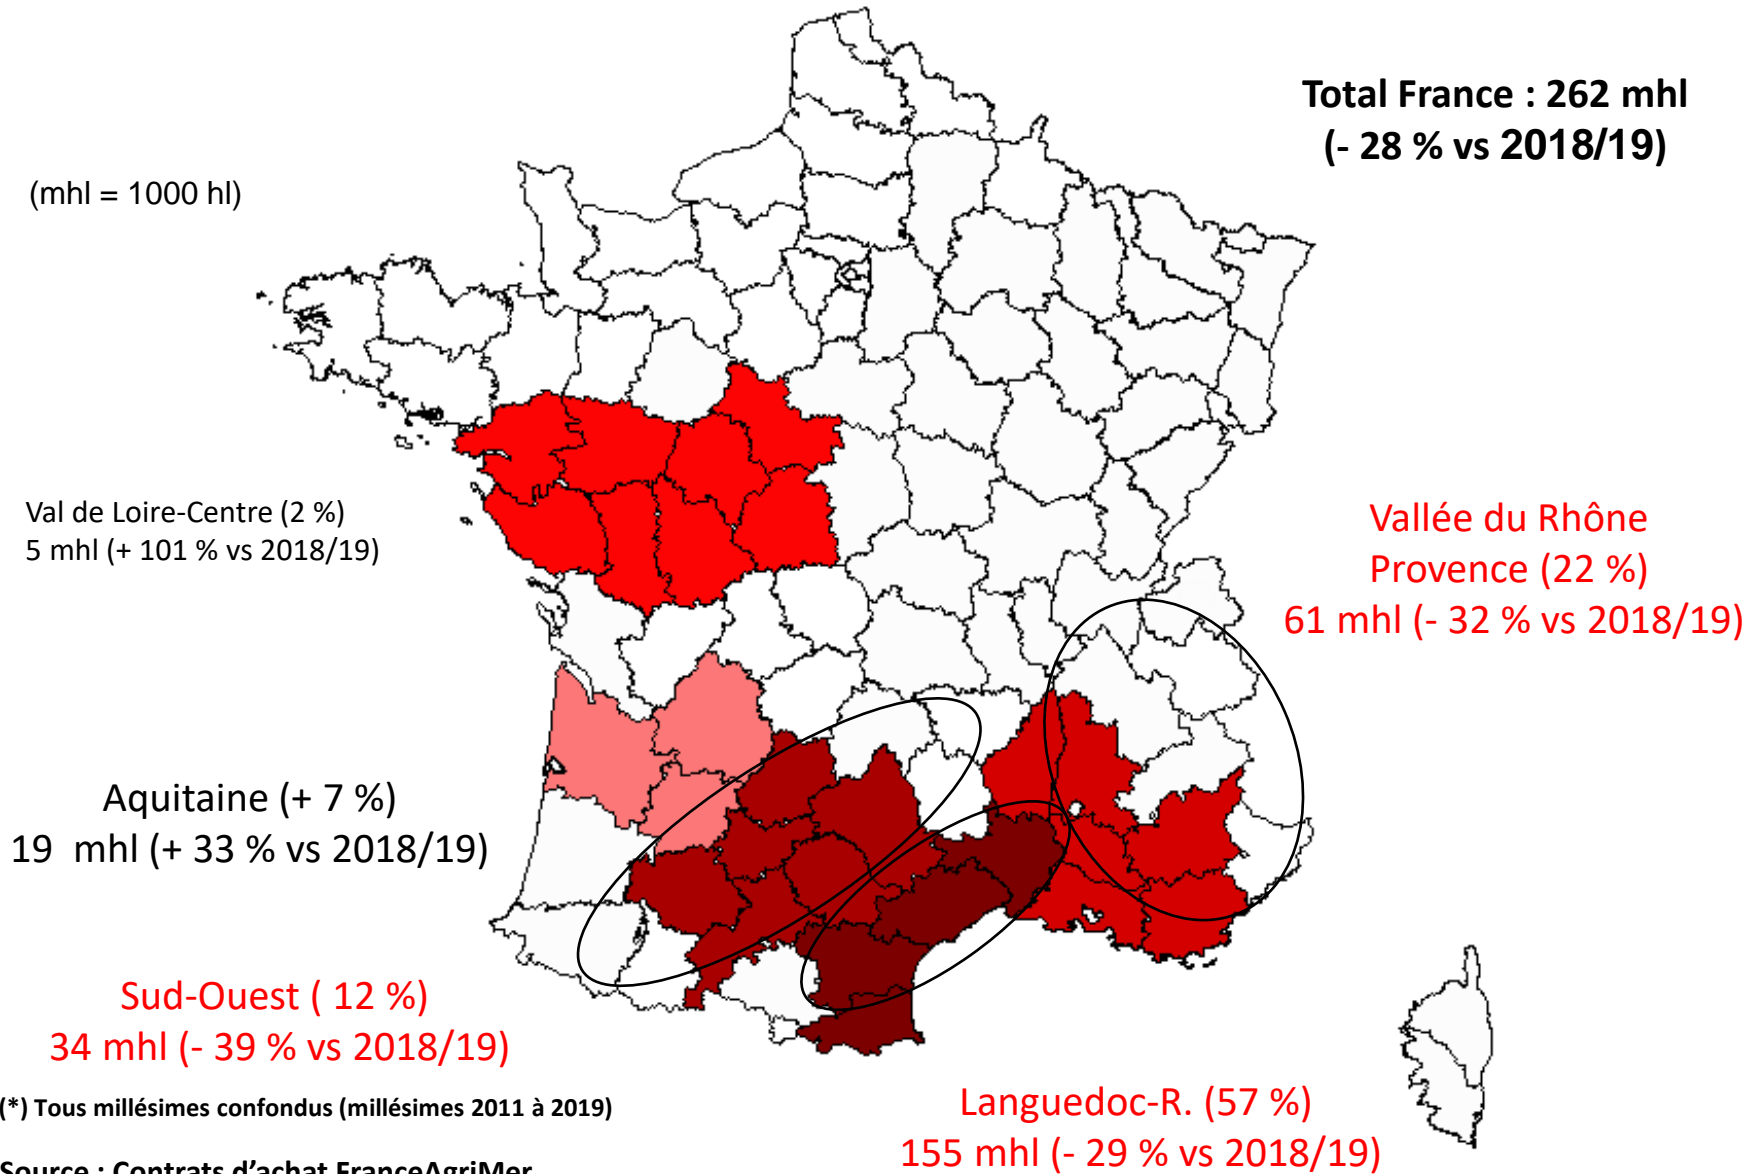 Total France : 262 mhl
(- 28 % vs 2018/19)
(mhl = 1000 hl)
Val de Loire-Centre (2 %)
5 mhl (+ 101 % vs 2018/19)
Vallée du Rhône
Provence (22 %)
61 mhl (- 32 % vs 2018/19)
Aquitaine (+ 7 %)
19 mhl (+ 33 % vs 2018/19)
Sud-Ouest ( 12 %)
34 mhl (- 39 % vs 2018/19)
Languedoc-R. (57 %)
155 mhl (- 29 % vs 2018/19)
(*) Tous millésimes confondus (millésimes 2011 à 2019)
Source : Contrats d'achat FranceAgriMer